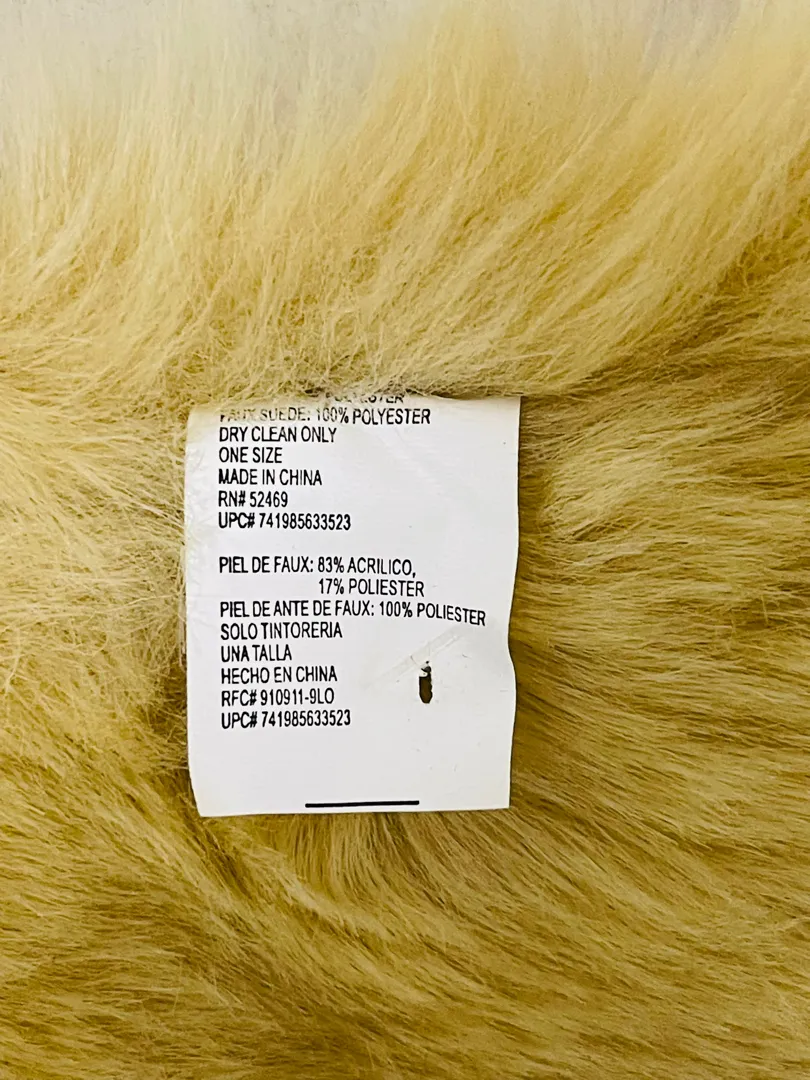 POLYESTER
FAUX SUEDE: 100% POLYESTER
DRY CLEAN ONLY
ONE SIZE
MADE IN CHINA
RN# 52469
UPC# 741985633523
PIEL DE FAUX: 83% ACRILICO,
17% POLIESTER
PIEL DE ANTE DE FAUX: 100% POLIESTER
SOLO TINTORERIA
UNA TALLA
HECHO EN CHINA
RFC# 910911-9LO
UPC# 741985633523